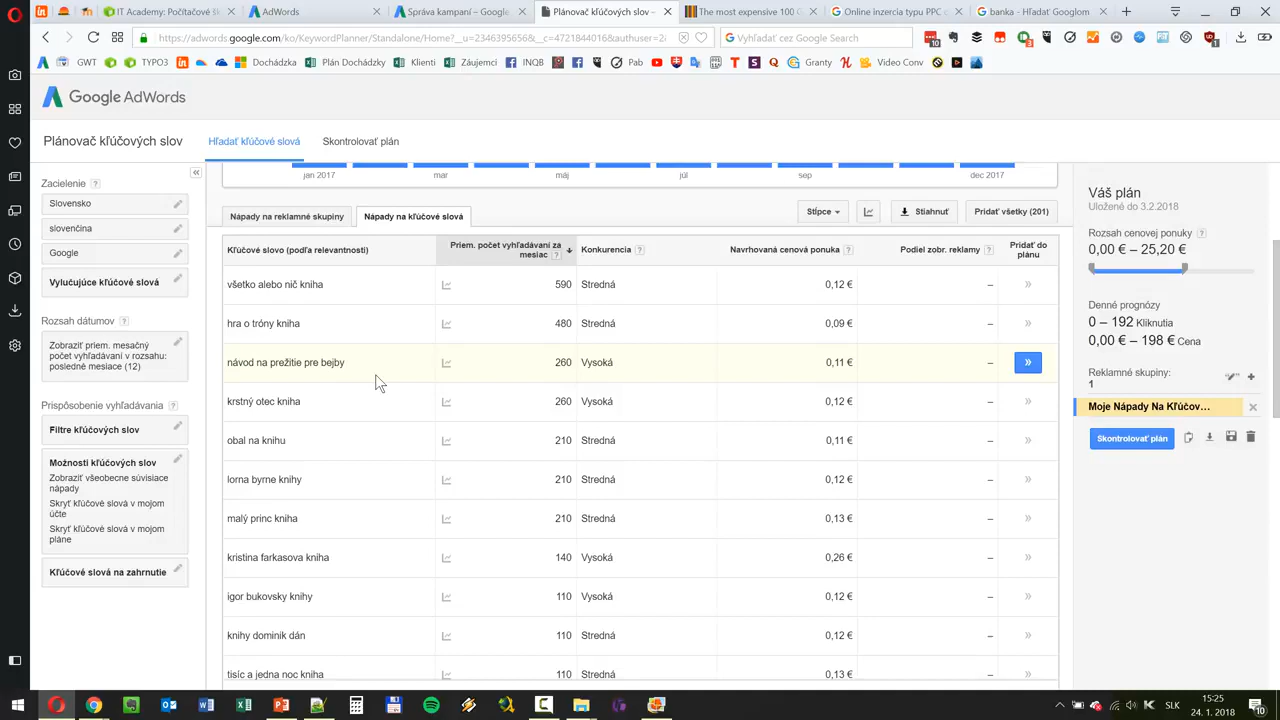 IT Academy: Počítačové šk
AdWords
Správa kampaní – Google
Plánovač kľúčových slov –
The most expensive 100 G
Online inzercia typu PPC c
banka - Hľadať Googlom
https://adwords.google.com/ko/KeywordPlanner/Standalone/Home?__u=2346395656&__c=4721844016&authuser=2
Vyhľadať cez Google Search
GWT
TYPO3
Dochádzka
Plán Dochádzky
Klienti
Záujemci
INQB
Pab
Granty
Video Conv
Google AdWords
Plánovač kľúčových slov
Hľadať kľúčové slová
Skontrolovať plán
Zacielenie ?
Slovensko
slovenčina
Google
Vylučujúce kľúčové slová
Rozsah dátumov ?
Zobraziť priem. mesačný
počet vyhľadávaní v rozsahu:
posledné mesiace (12)
Prispôsobenie vyhľadávania ?
Filtre kľúčových slov
Možnosti kľúčových slov
Zobraziť všeobecne súvisiace
nápady
Skryť kľúčové slová v mojom
účte
Skryť kľúčové slová v mojom
pláne
Kľúčové slová na zahrnutie
jan 2017 mar máj júl sep dec 2017
Nápady na reklamné skupiny
Nápady na kľúčové slová
Stĺpce
Stiahnuť
Pridať všetky (201)
Kľúčové slovo (podľa relevantnosti)
Priem. počet vyhľadávaní za
mesiac ?
Konkurencia ?
Navrhovaná cenová ponuka ?
Podiel zobr. reklamy ?
Pridať do
plánu
všetko alebo nič kniha 590 Stredná 0,12 € – »
hra o tróny kniha 480 Stredná 0,09 € – »
návod na prežitie pre bejby 260 Vysoká 0,11 € – »
krstný otec kniha 260 Vysoká 0,12 € – »
obal na knihu 210 Stredná 0,11 € – »
lorna byrne knihy 210 Stredná 0,12 € – »
malý princ kniha 210 Stredná 0,13 € – »
kristina farkasova kniha 140 Vysoká 0,26 € – »
igor bukovsky knihy 110 Vysoká 0,12 € – »
knihy dominik dán 110 Stredná 0,12 € – »
tisíc a jedna noc kniha 110 Stredná 0,13 € – »
Váš plán
Uložené do 3.2.2018
Rozsah cenovej ponuky ?
0,00 € – 25,20 €
Denné prognózy
0 – 192 Kliknutia
0,00 € – 198 € Cena
Reklamné skupiny:
1
Moje Nápady Na Kľúčov...
Skontrolovať plán
SLK
15:25
24. 1. 2018
10